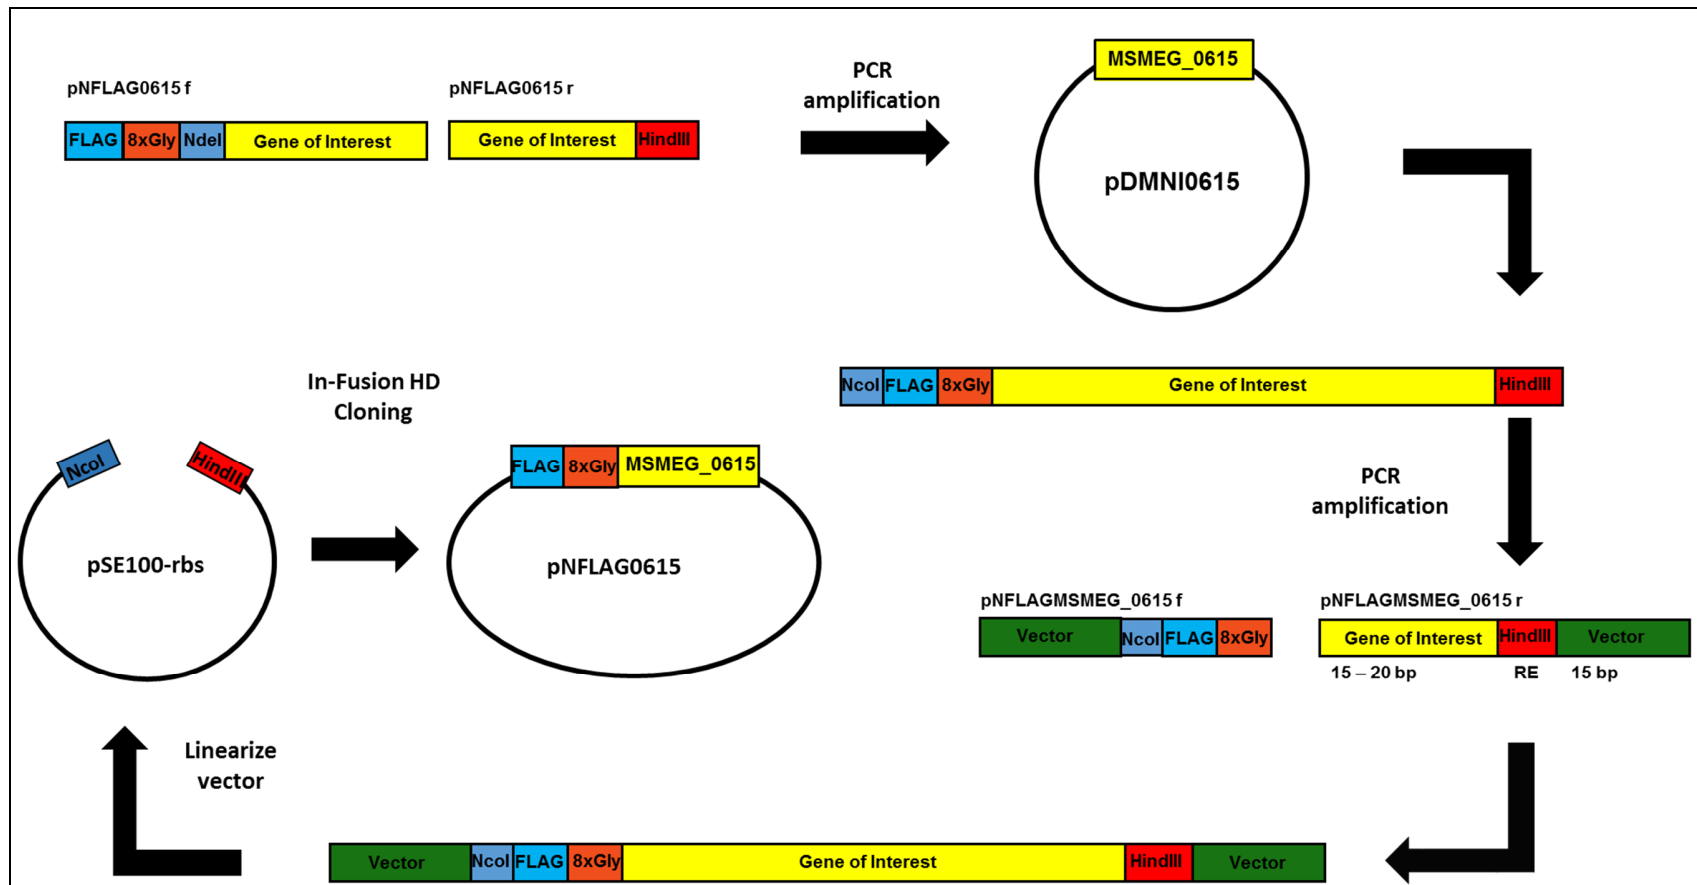 pNFLAG0615 f
FLAG 8xGly NdeI Gene of Interest
pNFLAG0615 r
Gene of Interest HindIII
PCR
amplification
MSMEG_0615
pDMNI0615
NcoI FLAG 8xGly Gene of Interest HindIII
PCR
amplification
pNFLAGMSMEG_0615 f
Vector NcoI FLAG 8xGly
pNFLAGMSMEG_0615 r
Gene of Interest HindIII Vector
15 – 20 bp RE 15 bp
Vector NcoI FLAG 8xGly Gene of Interest HindIII Vector
Linearize
vector
NcoI HindII
pSE100-rbs
In-Fusion HD
Cloning
FLAG 8xGly MSMEG_0615
pNFLAG0615